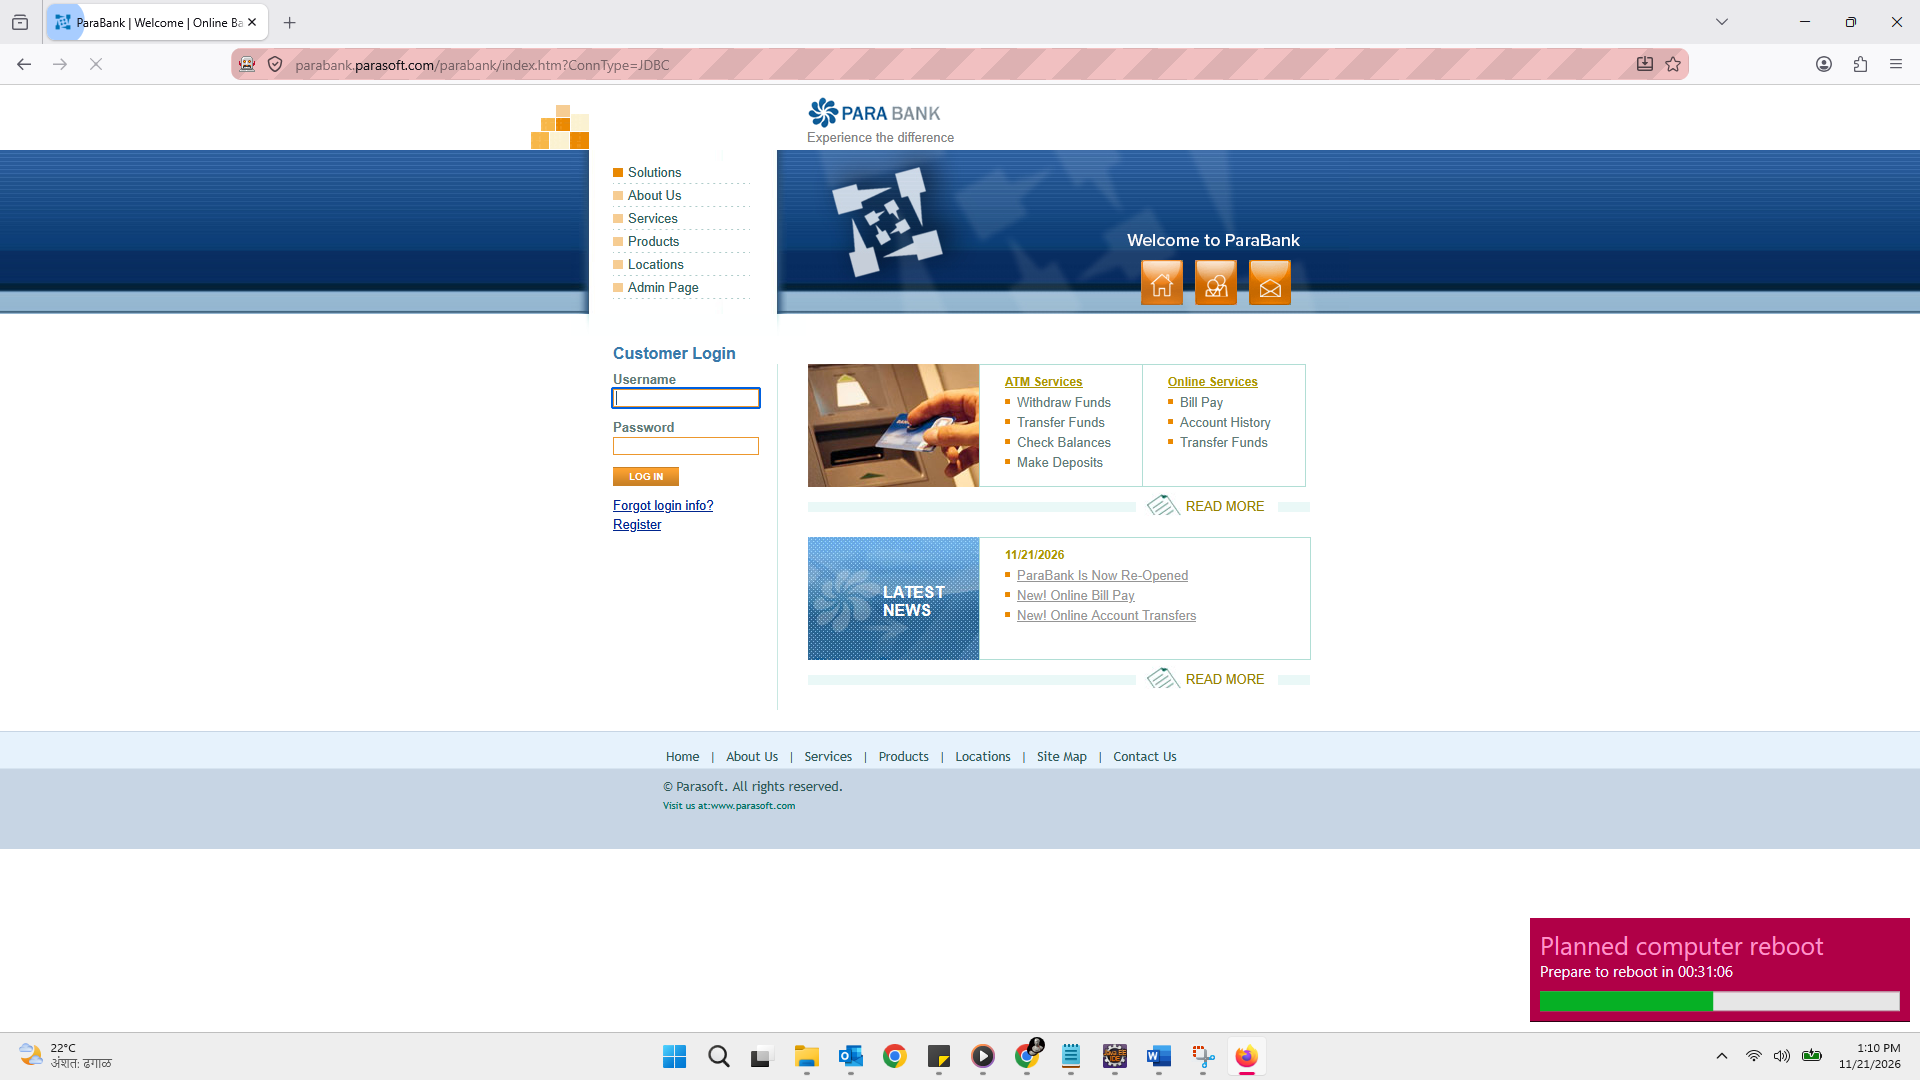 ParaBank | Welcome | Online Ba
parabank.parasoft.com/parabank/index.htm?ConnType=JDBC
PARA BANK
Experience the difference
Solutions
About Us
Services
Products
Locations
Admin Page
Welcome to ParaBank
Customer Login
Username
Password
LOG IN
Forgot login info?
Register
ATM Services
Withdraw Funds
Transfer Funds
Check Balances
Make Deposits
Online Services
Bill Pay
Account History
Transfer Funds
READ MORE
LATEST
NEWS
11/21/2026
ParaBank Is Now Re-Opened
New! Online Bill Pay
New! Online Account Transfers
READ MORE
Home | About Us | Services | Products | Locations | Site Map | Contact Us
© Parasoft. All rights reserved.
Visit us at:www.parasoft.com
Planned computer reboot
Prepare to reboot in 00:31:06
22°C
अंशतः ढगाळ
1:10 PM
11/21/2026